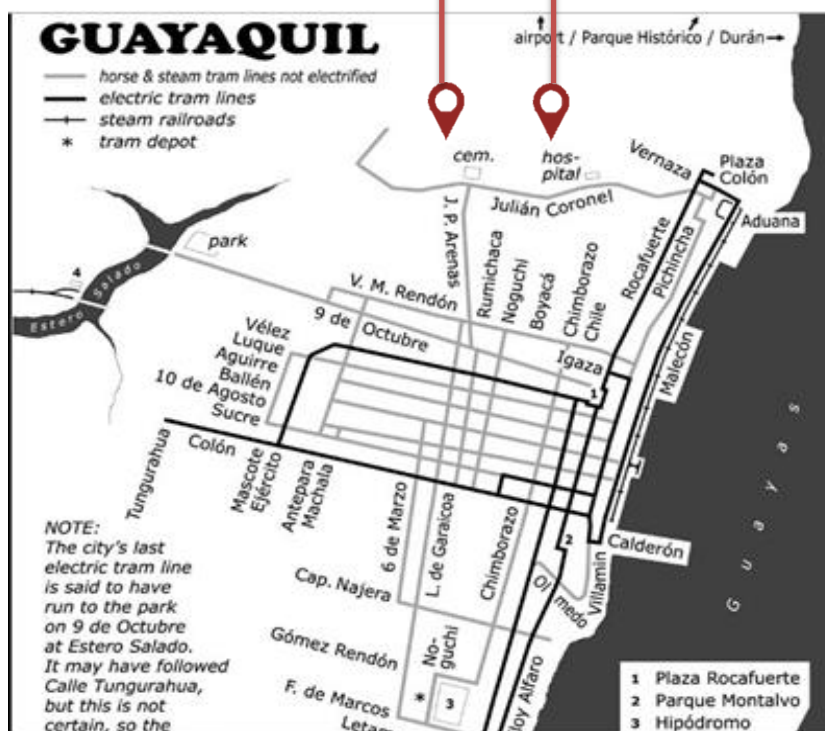 GUAYAQUIL
airport / Parque Histórico / Durán
horse & steam tram lines not electrified
electric tram lines
steam railroads
* tram depot
cem.
hos-
pital
Vernaza
Plaza
Colón
Julián Coronel
Aduana
park
J. P. Arenas
Rumichaca
Noguchi
Boyacá
Chimborazo
Chile
Rocafuerte
Pichincha
4
Estero Salado
V. M. Rendón
9 de Octubre
Igaza
Malecón
Vélez
Luque
Aguirre
Ballén
10 de Agosto
Sucre
1
Colón
Tungurahua
Mascote
Ejército
Antepara
Machala
6 de Marzo
L. de Garaicoa
Chimborazo
2
Calderón
Villamin
Olmedo
Guayas
NOTE:
The city's last
electric tram line
is said to have
run to the park
on 9 de Octubre
at Estero Salado.
It may have followed
Calle Tungurahua,
but this is not
certain, so the
Cap. Najera
Gómez Rendón
No-
guchi
F. de Marcos
*
3
Eloy Alfaro
1 Plaza Rocafuerte
2 Parque Montalvo
3 Hipódromo